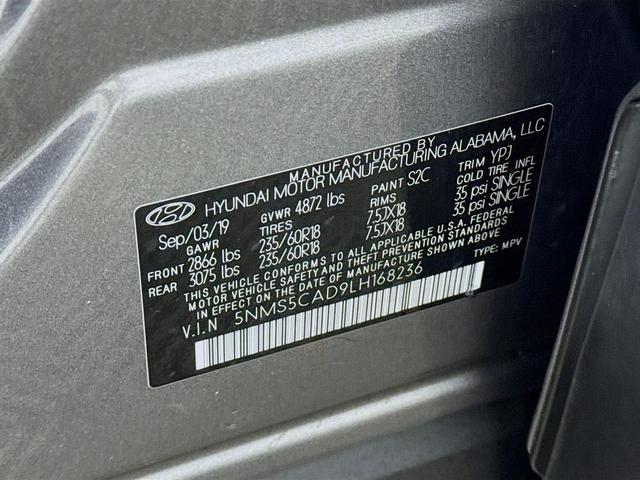 MANUFACTURED BY
HYUNDAI MOTOR MANUFACTURING ALABAMA, LLC
Sep/03/19 GVWR 4872 lbs PAINT S2C TRIM YPJ
GAWR TIRES RIMS COLD TIRE INFL
FRONT 2866 lbs 235/60R18 7.5JX18 35 psi SINGLE
REAR 3075 lbs 235/60R18 7.5JX18 35 psi SINGLE
THIS VEHICLE CONFORMS TO ALL APPLICABLE U.S.A FEDERAL
MOTOR VEHICLE SAFETY STANDARDS IN EFFECT ON
THE DATE OF MANUFACTURE SHOWN ABOVE.
V.I.N 5NMS5CAD9LH168236 TYPE: MPV